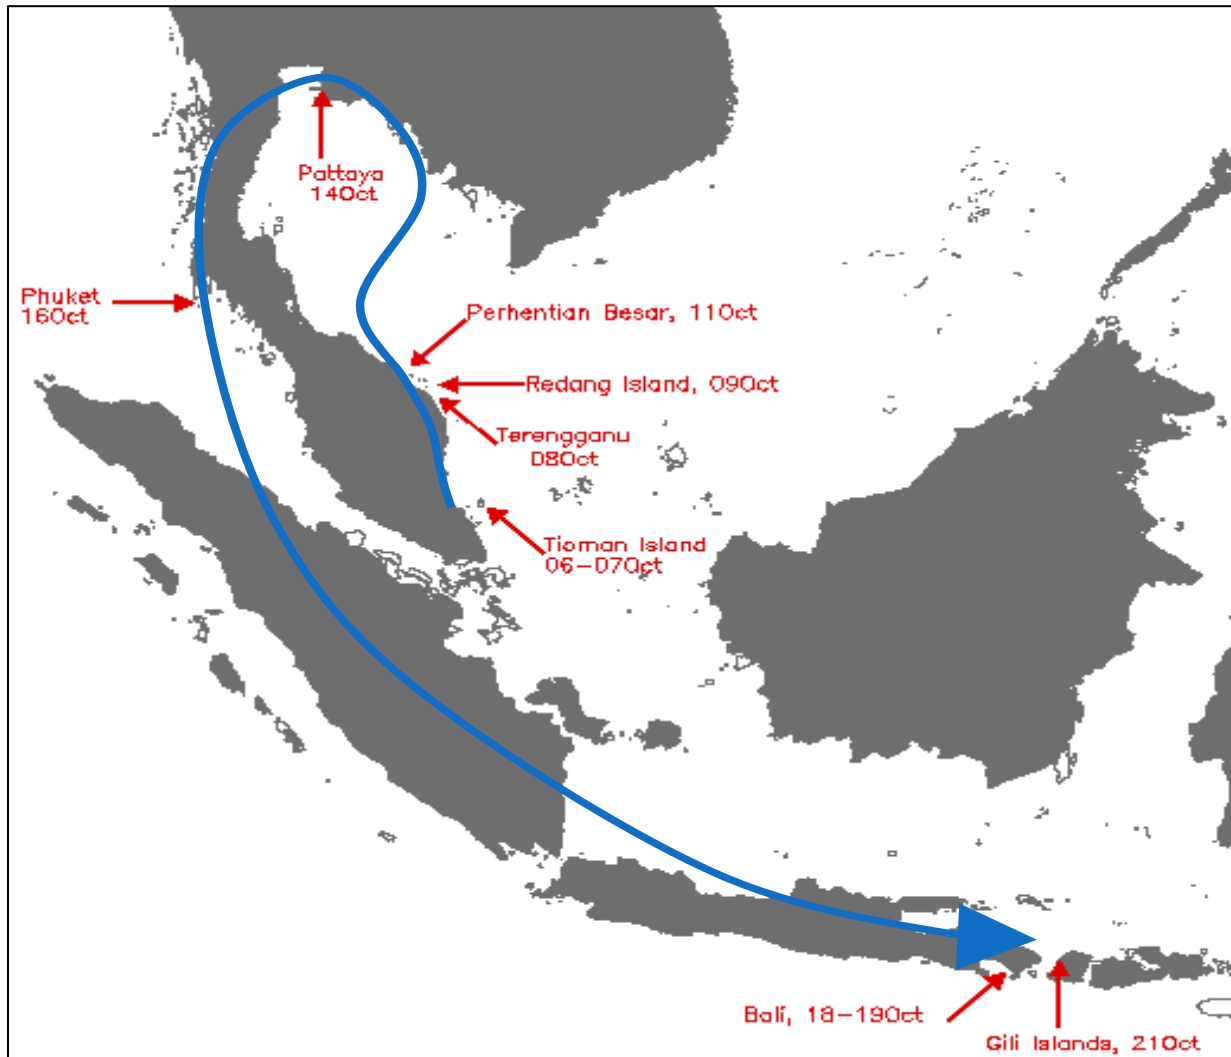 Pattaya
14Oct
Phuket
16Oct
Perhentian Besar, 11Oct
Redang Island, 09Oct
Terengganu
08Oct
Tioman Island
06-07Oct
Bali, 18-19Oct
Gili Islands, 21Oct